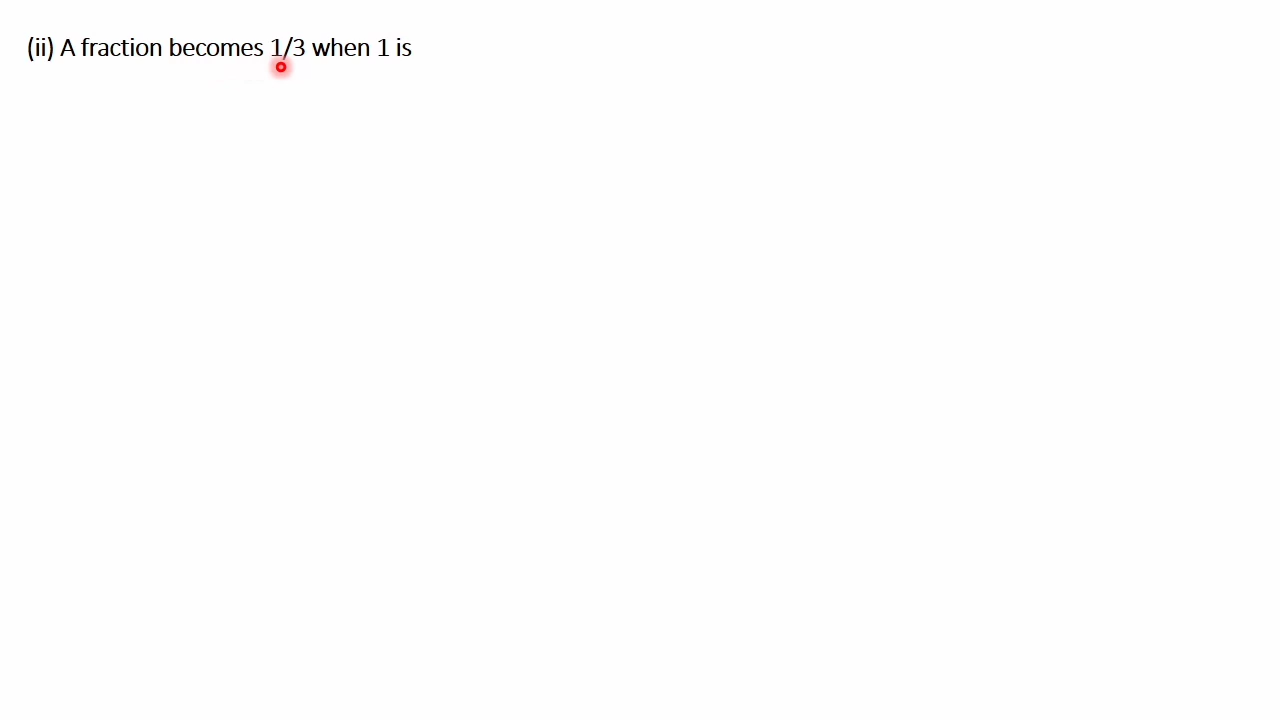 (ii) A fraction becomes 1/3 when 1 is